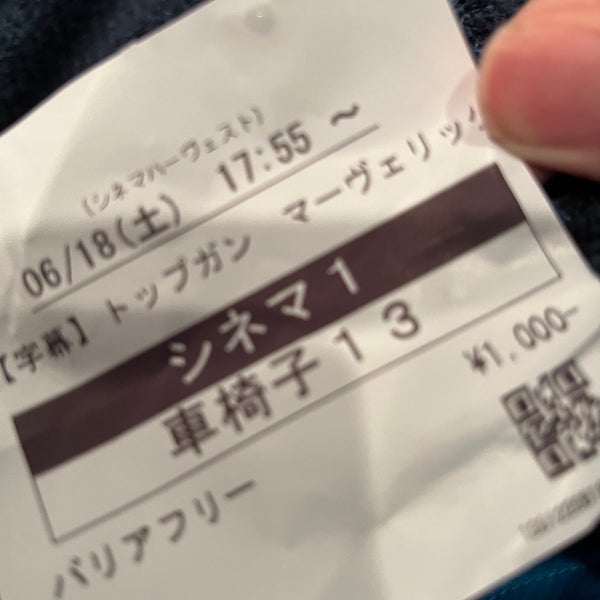 (シネマハーヴェスト)
06/18(土) 17:55 ~
【字幕】トップガン マーヴェリック
シネマ1
車椅子13
¥1,000-
バリアフリー